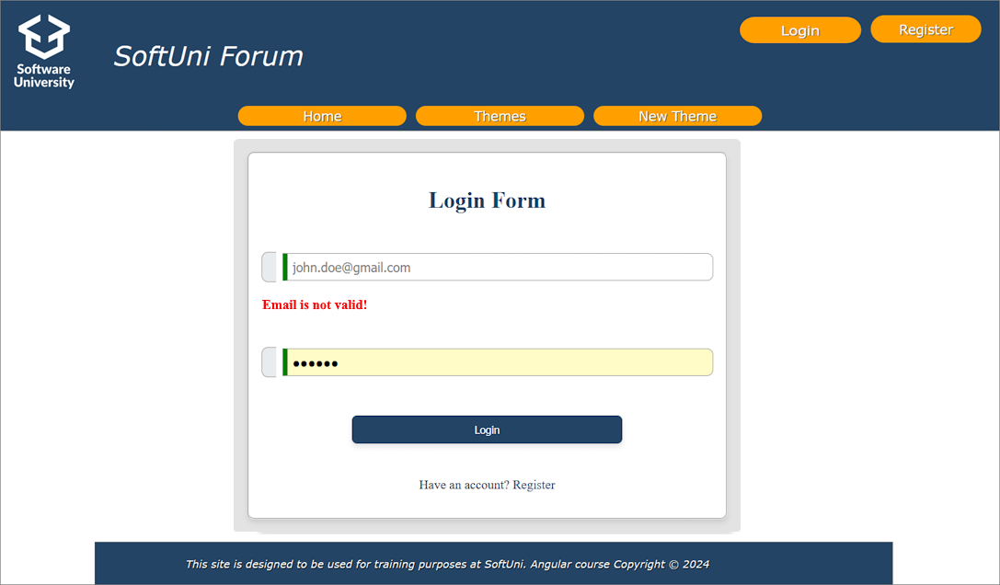 Software
University
SoftUni Forum
Login
Register
Home
Themes
New Theme
Login Form
john.doe@gmail.com
Email is not valid!
••••••
Login
Have an account? Register
This site is designed to be used for training purposes at SoftUni. Angular course Copyright © 2024